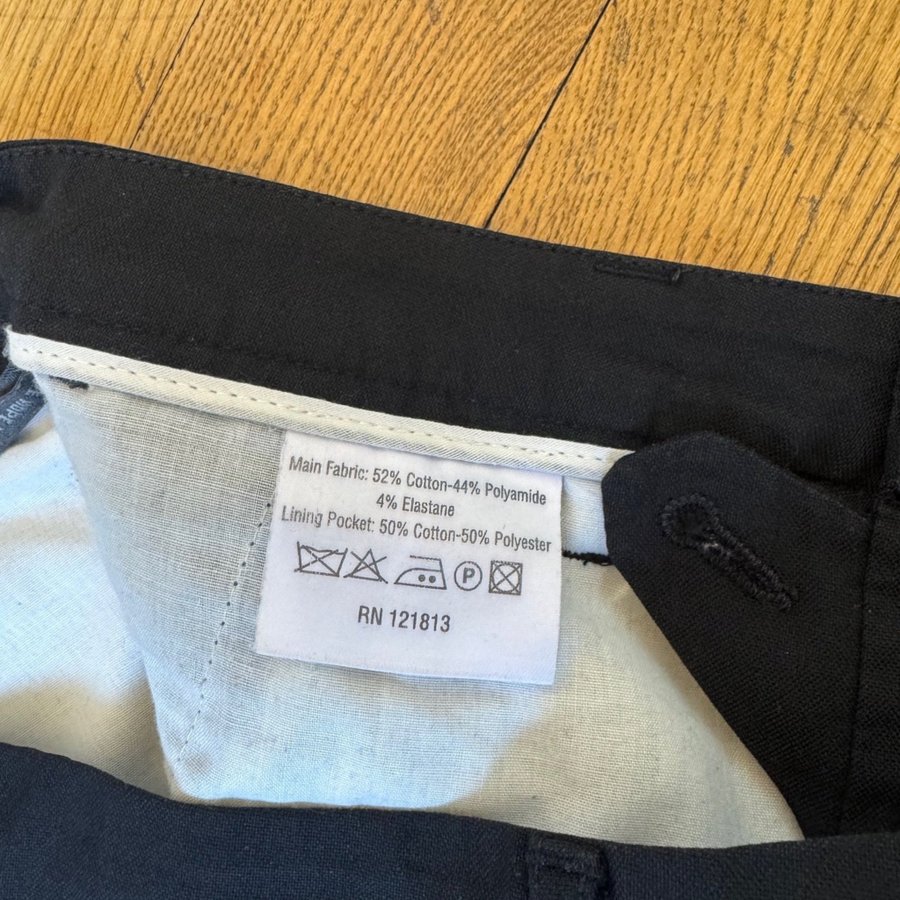 Main Fabric: 52% Cotton-44% Polyamide
4% Elastane
Lining Pocket: 50% Cotton-50% Polyester
P
RN 121813